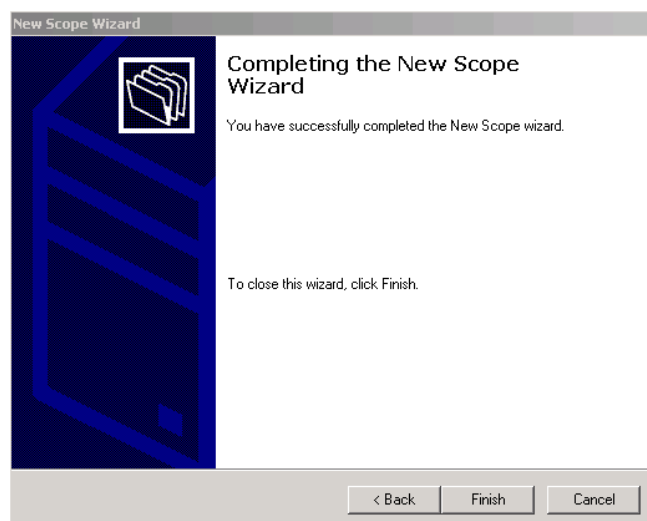 New Scope Wizard
Completing the New Scope
Wizard
You have successfully completed the New Scope wizard.
To close this wizard, click Finish.
< Back Finish Cancel